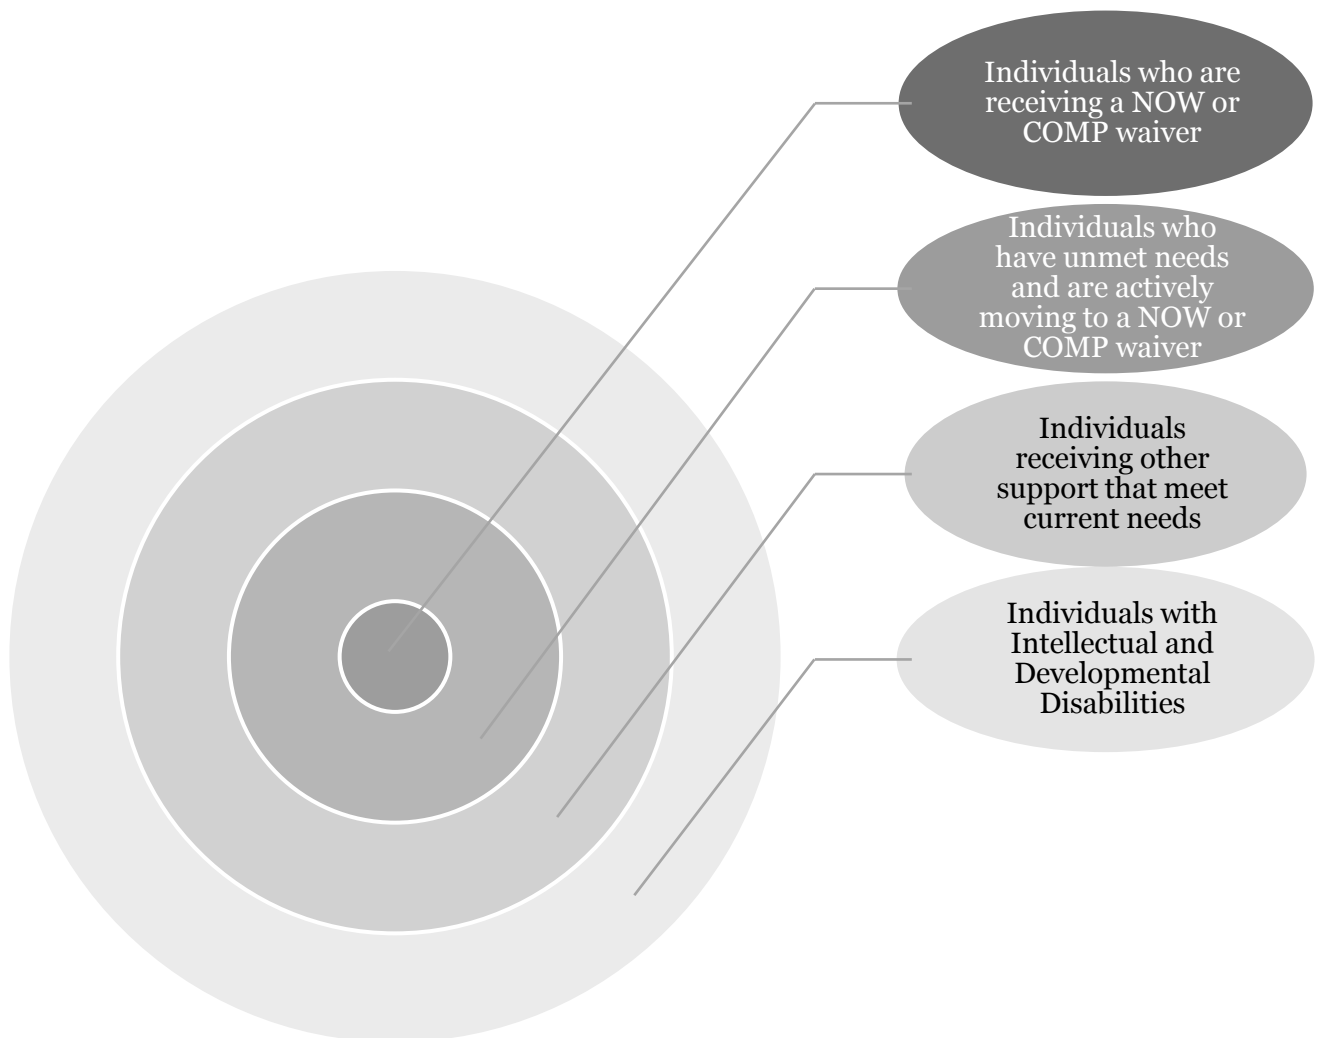 Individuals who are
receiving a NOW or
COMP waiver
Individuals who
have unmet needs
and are actively
moving to a NOW or
COMP waiver
Individuals
receiving other
support that meet
current needs
Individuals with
Intellectual and
Developmental
Disabilities